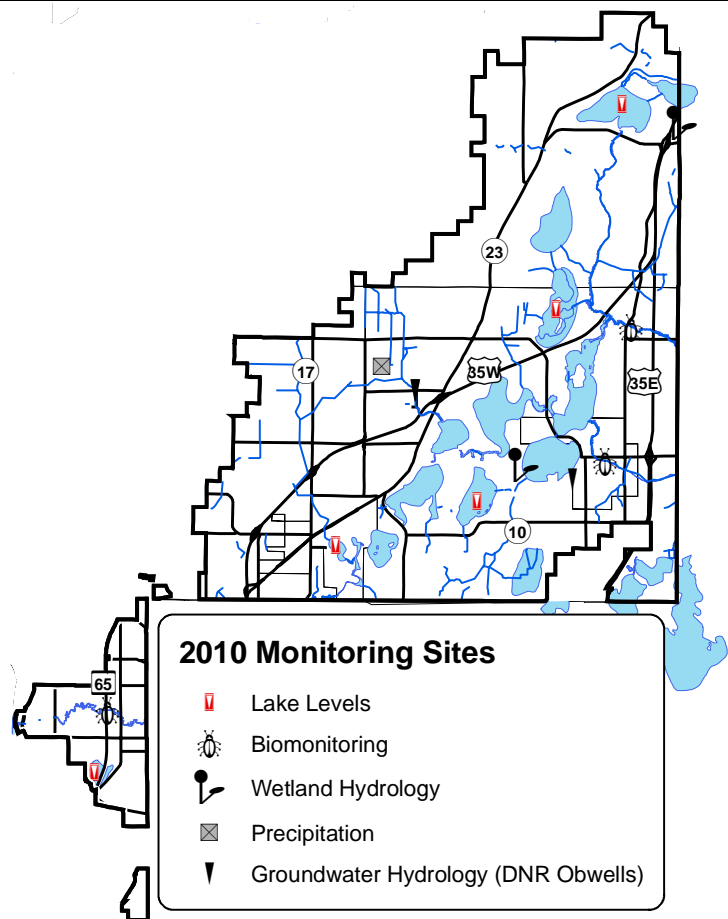 23
17
35W
35E
10
65
2010 Monitoring Sites
Lake Levels
Biomonitoring
Wetland Hydrology
Precipitation
Groundwater Hydrology (DNR Obwells)